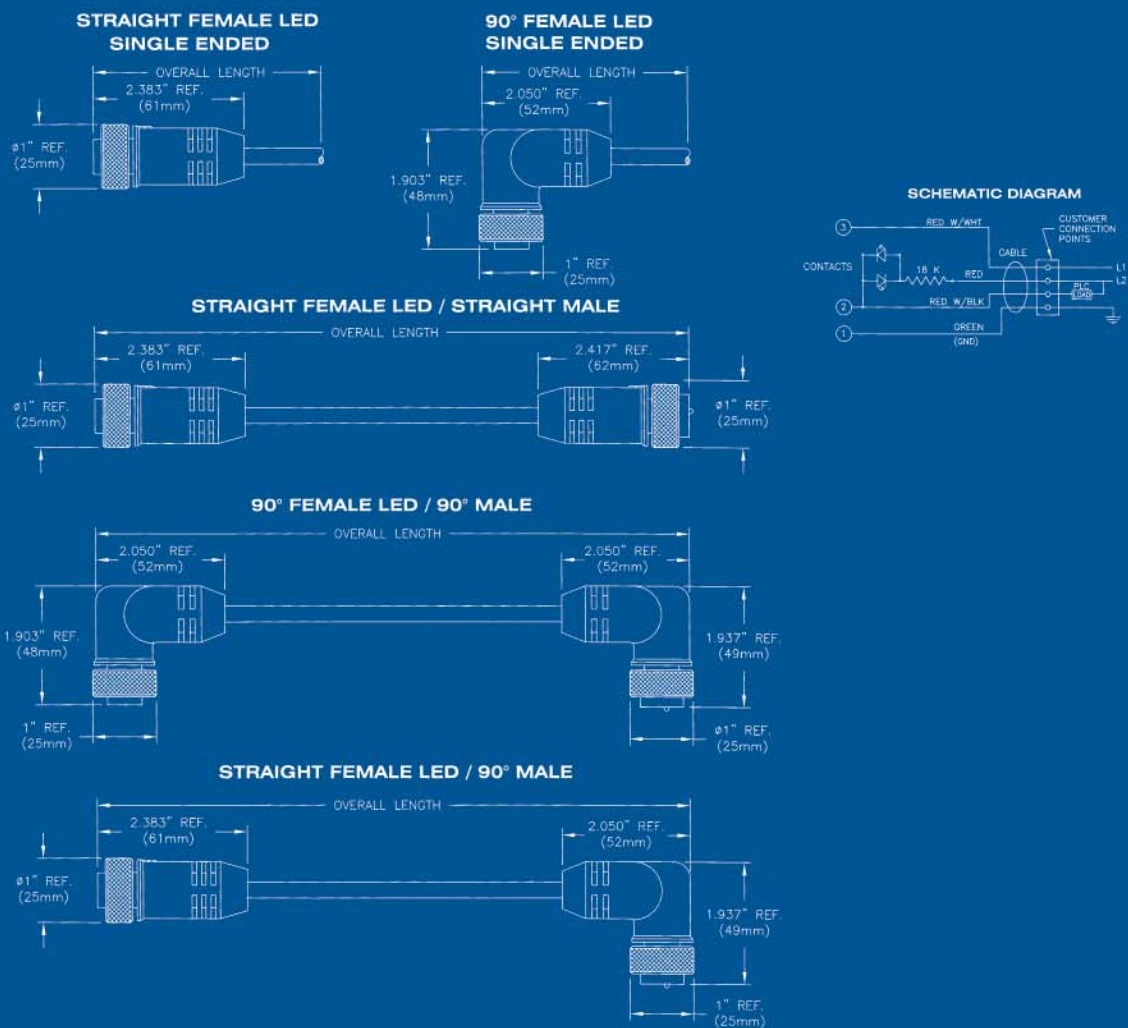 STRAIGHT FEMALE LED
SINGLE ENDED
OVERALL LENGTH
2.383" REF.
(61mm)
ø1" REF.
(25mm)
90° FEMALE LED
SINGLE ENDED
OVERALL LENGTH
2.050" REF.
(52mm)
1.903" REF.
(48mm)
1" REF.
(25mm)
SCHEMATIC DIAGRAM
3
RED W/WHT
CUSTOMER
CONNECTION
POINTS
CONTACTS
18 K
RED
CABLE
L1
L2
PLC
LOAD
2
RED W/BLK
1
GREEN
(GND)
STRAIGHT FEMALE LED / STRAIGHT MALE
OVERALL LENGTH
2.383" REF.
(61mm)
2.417" REF.
(62mm)
ø1" REF.
(25mm)
ø1" REF.
(25mm)
90° FEMALE LED / 90° MALE
OVERALL LENGTH
2.050" REF.
(52mm)
2.050" REF.
(52mm)
1.903" REF.
(48mm)
1.937" REF.
(49mm)
1" REF.
(25mm)
ø1" REF.
(25mm)
STRAIGHT FEMALE LED / 90° MALE
OVERALL LENGTH
2.383" REF.
(61mm)
2.050" REF.
(52mm)
ø1" REF.
(25mm)
1.937" REF.
(49mm)
1" REF.
(25mm)